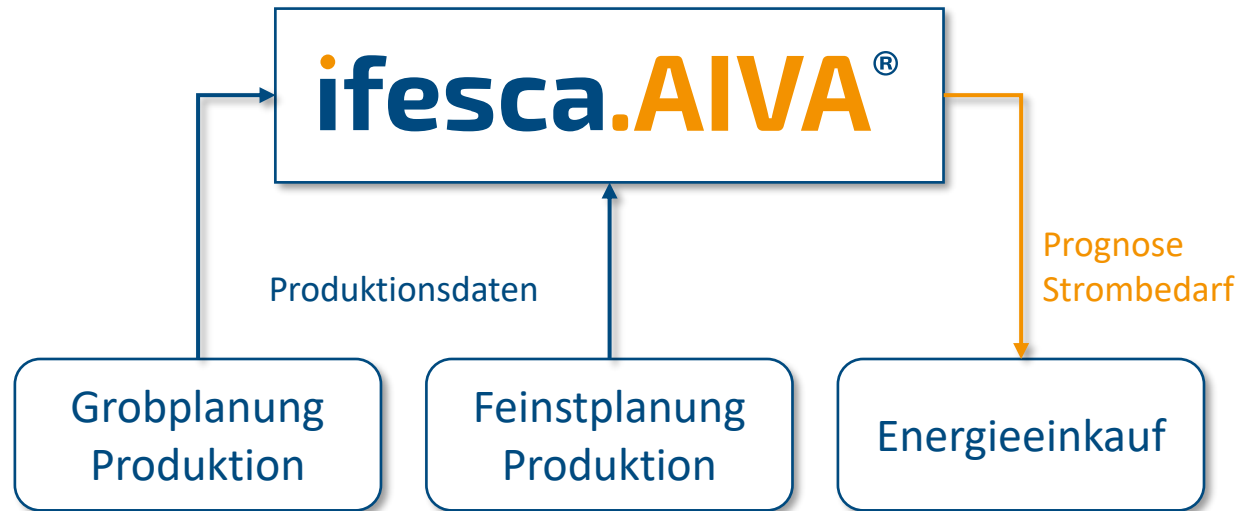 ifesca.AIVA®
Produktionsdaten
Prognose
Strombedarf
Grobplanung
Produktion
Feinstplanung
Produktion
Energieeinkauf